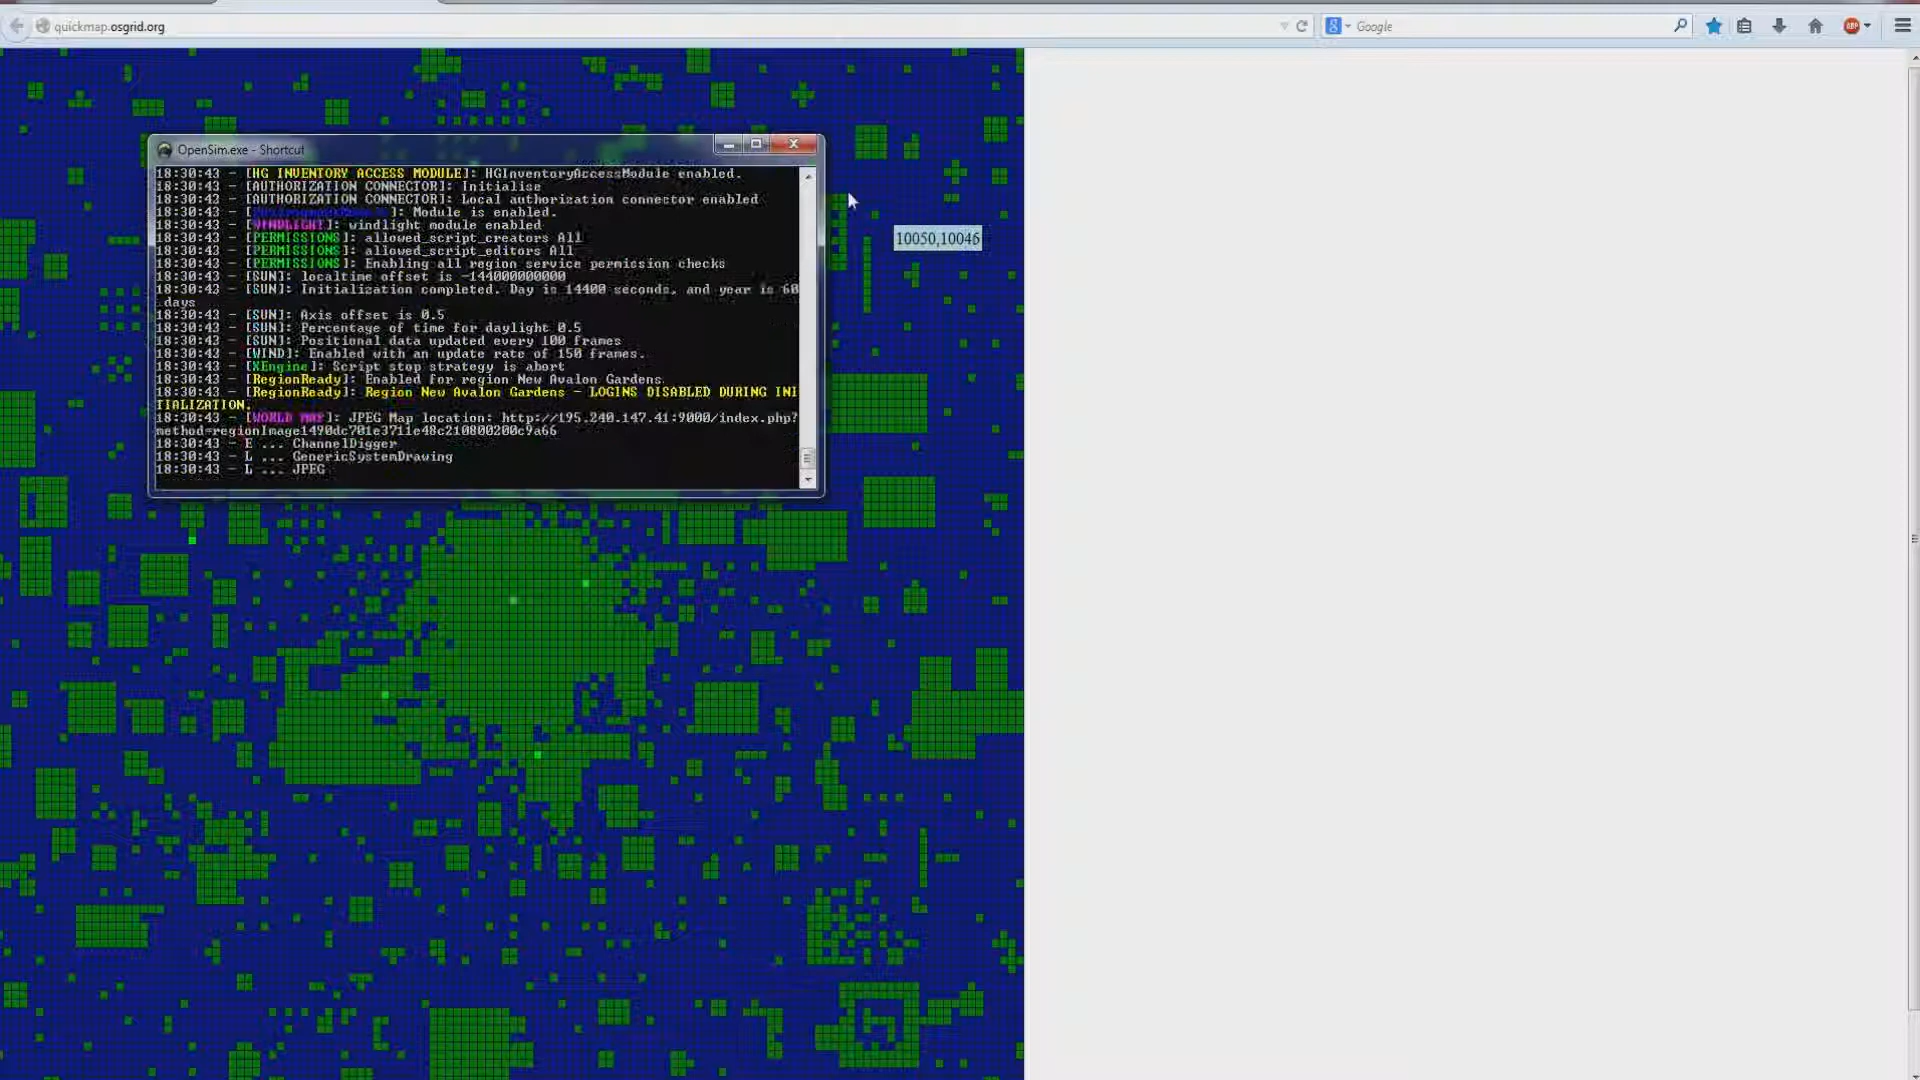 quickmap.osgrid.org
Google
OpenSim.exe - Shortcut
18:30:43 - [HG INVENTORY ACCESS MODULE]: HGInventoryAccessModule enabled.
18:30:43 - [AUTHORIZATION CONNECTOR]: Initialise
18:30:43 - [AUTHORIZATION CONNECTOR]: Local authorization connector enabled
18:30:43 - [ ]: Module is enabled.
18:30:43 - [WINDLIGHT]: windlight module enabled
18:30:43 - [PERMISSIONS]: allowed_script_creators All
18:30:43 - [PERMISSIONS]: allowed_script_editors All
18:30:43 - [PERMISSIONS]: Enabling all region service permission checks
18:30:43 - [SUN]: localtime offset is -144000000000
18:30:43 - [SUN]: Initialization completed. Day is 14400 seconds, and year is 60
days
18:30:43 - [SUN]: Axis offset is 0.5
18:30:43 - [SUN]: Percentage of time for daylight 0.5
18:30:43 - [SUN]: Positional data updated every 100 frames
18:30:43 - [WIND]: Enabled with an update rate of 150 frames.
18:30:43 - [XEngine]: Script stop strategy is abort
18:30:43 - [RegionReady]: Enabled for region New Avalon Gardens
18:30:43 - [RegionReady]: Region New Avalon Gardens - LOGINS DISABLED DURING INI
TIALIZATION.
18:30:43 - [WORLD MAP]: JPEG Map location: http://195.240.147.41:9000/index.php?
method=regionImage1490dc701e3711e48c210800200c9a66
18:30:43 - E ... ChannelDigger
18:30:43 - L ... GenericSystemDrawing
18:30:43 - L ... JPEG
10050,10046
ABP